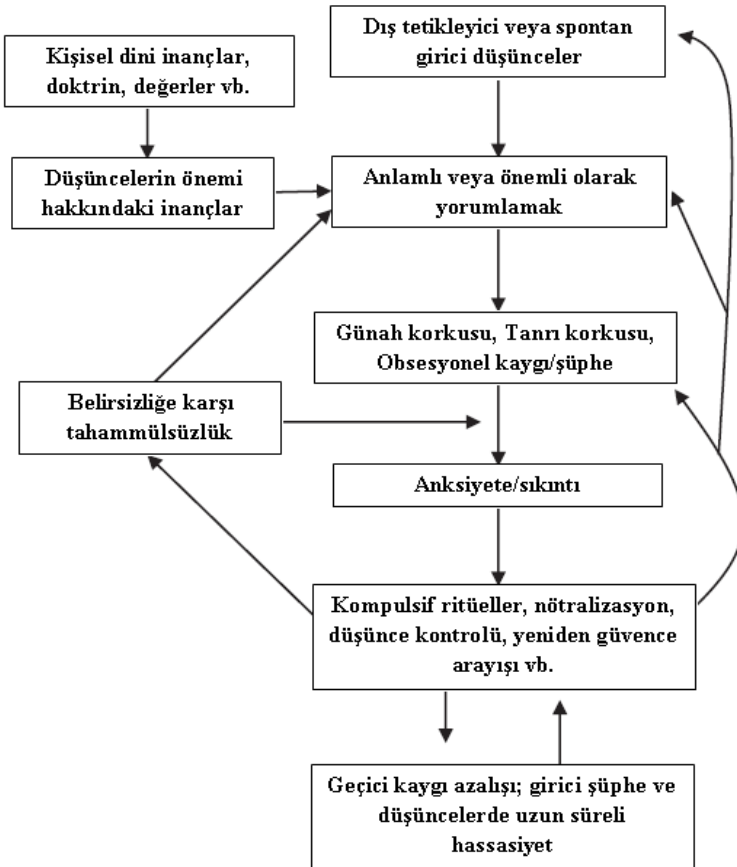 Kişisel dini inançlar,
doktrin, değerler vb.
Dış tetikleyici veya spontan
girici düşünceler
Düşüncelerin önemi
hakkındaki inançlar
Anlamlı veya önemli olarak
yorumlamak
Günah korkusu, Tanrı korkusu,
Obsesyonel kaygı/şüphe
Belirsizliğe karşı
tahammülsüzlük
Anksiyete/sıkıntı
Kompulsif ritüeller, nötralizasyon,
düşünce kontrolü, yeniden güvence
arayışı vb.
Geçici kaygı azalışı; girici şüphe ve
düşüncelerde uzun süreli
hassasiyet